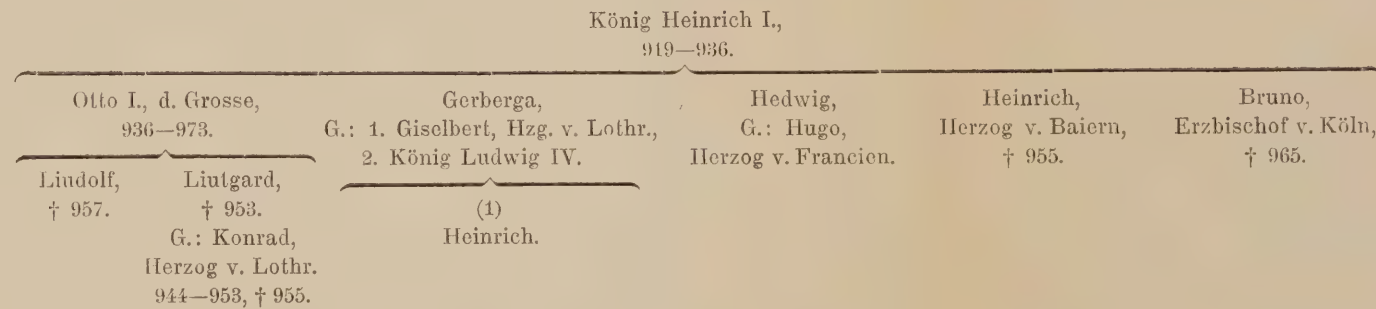 König Heinrich I.,
919—936.
Otto I., d. Grosse,
936—973.
Gerberga,
G.: 1. Giselbert, Hzg. v. Lothr.,
2. König Ludwig IV.
Hedwig,
G.: Hugo,
Herzog v. Francien.
Heinrich,
Herzog v. Baiern,
† 955.
Bruno,
Erzbischof v. Köln,
† 965.
Liudolf,
† 957.
Liutgard,
† 953.
G.: Konrad,
Herzog v. Lothr.
944—953, † 955.
(1)
Heinrich.